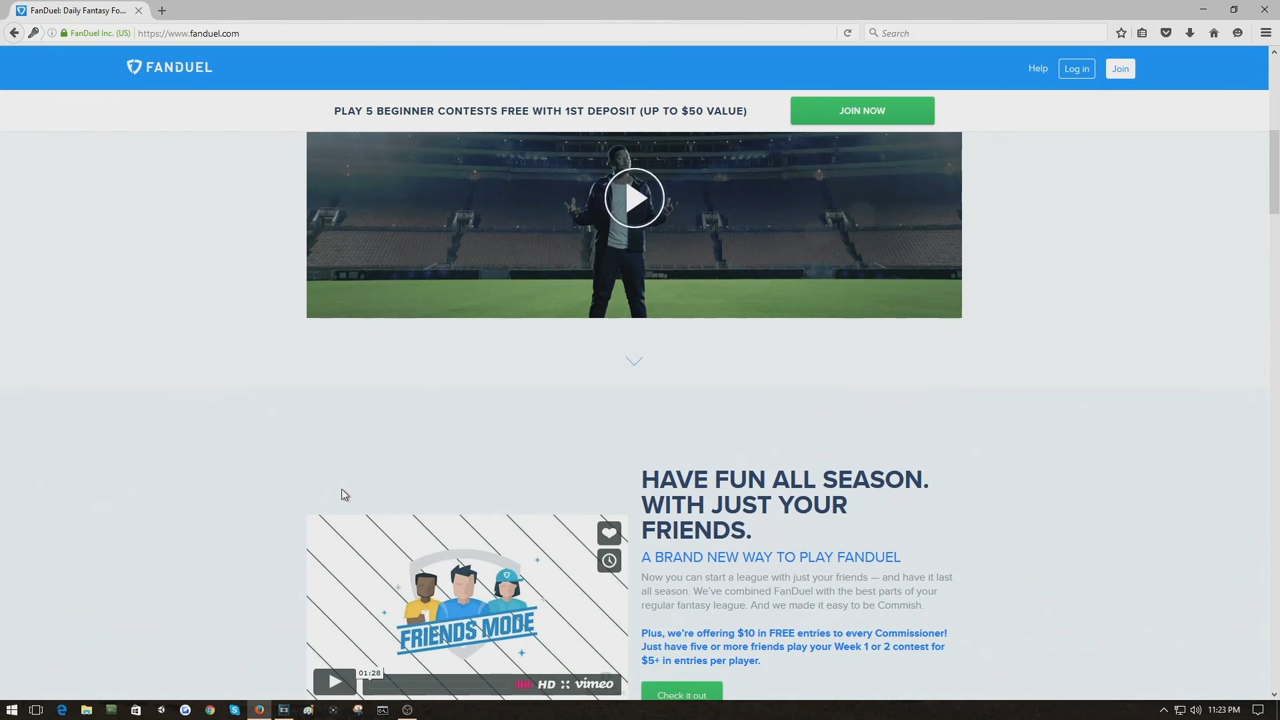 FanDuel: Daily Fantasy Fo...
FanDuel Inc. (US)
https://www.fanduel.com
Search
FANDUEL
Help
Log in
Join
PLAY 5 BEGINNER CONTESTS FREE WITH 1ST DEPOSIT (UP TO $50 VALUE)
JOIN NOW
HAVE FUN ALL SEASON.
WITH JUST YOUR
FRIENDS.
A BRAND NEW WAY TO PLAY FANDUEL
Now you can start a league with just your friends — and have it last
all season. We've combined FanDuel with the best parts of your
regular fantasy league. And we made it easy to be Commish.
Plus, we're offering $10 in FREE entries to every Commissioner!
Just have five or more friends play your Week 1 or 2 contest for
$5+ in entries per player.
Check it out
FRIENDS MODE
01:28
HD
vimeo
11:23 PM